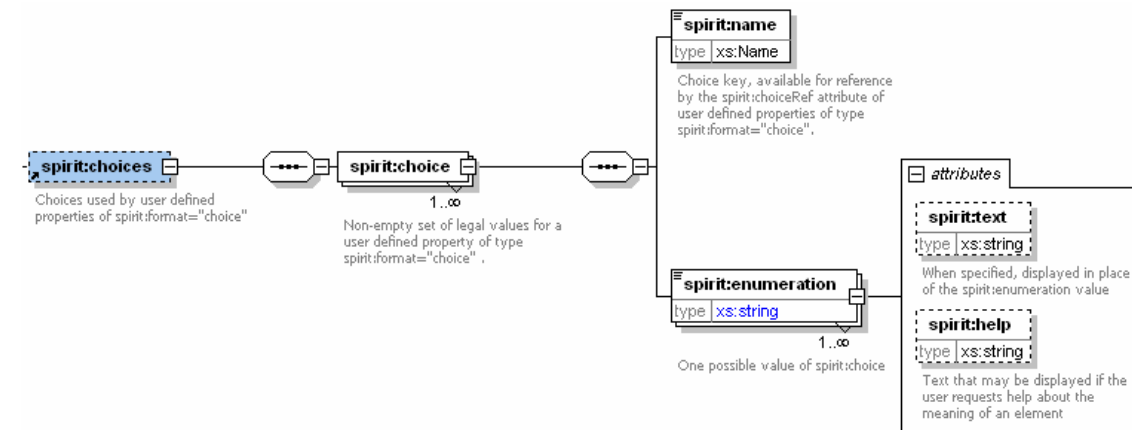 spirit:name
type xs:Name
Choice key, available for reference
by the spirit:choiceRef attribute of
user defined properties of type
spirit:format="choice".
spirit:choices
Choices used by user defined
properties of spirit:format="choice"
spirit:choice
1..∞
Non-empty set of legal values for a
user defined property of type
spirit:format="choice" .
spirit:enumeration
type xs:string
1..∞
One possible value of spirit:choice
attributes
spirit:text
type xs:string
When specified, displayed in place
of the spirit:enumeration value
spirit:help
type xs:string
Text that may be displayed if the
user requests help about the
meaning of an element